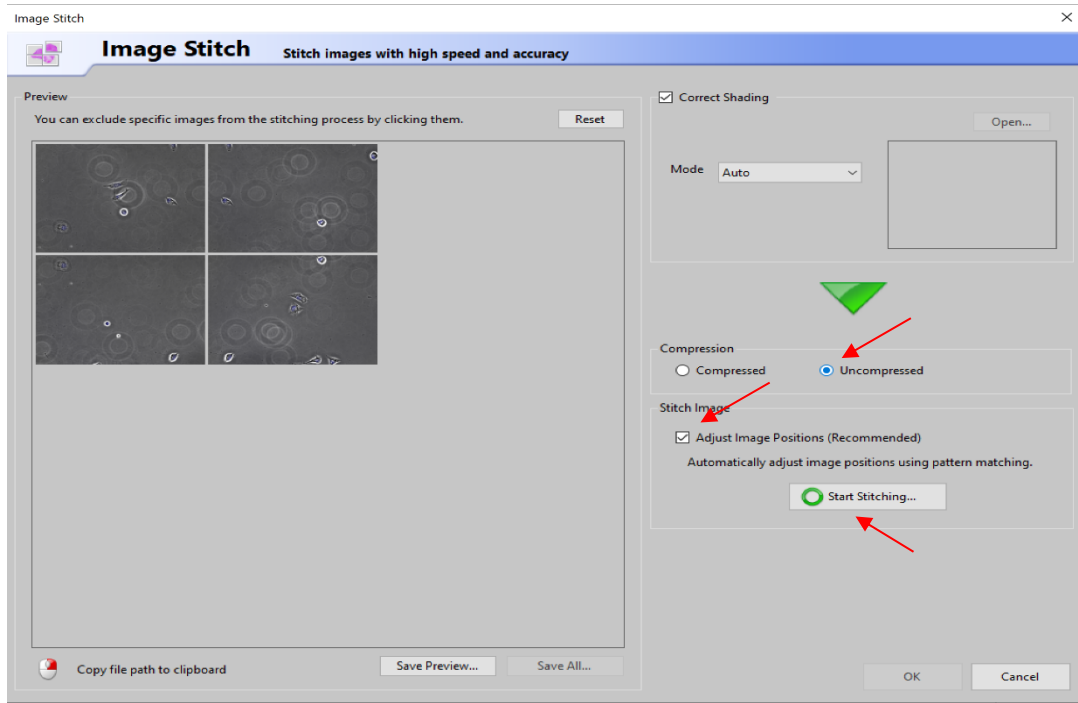 Image Stitch
Image Stitch
Stitch images with high speed and accuracy
Preview
You can exclude specific images from the stitching process by clicking them.
Reset
Copy file path to clipboard
Save Preview...
Save All...
Correct Shading
Open...
Mode
Auto
Compression
Compressed
Uncompressed
Stitch Image
Adjust Image Positions (Recommended)
Automatically adjust image positions using pattern matching.
Start Stitching...
OK
Cancel